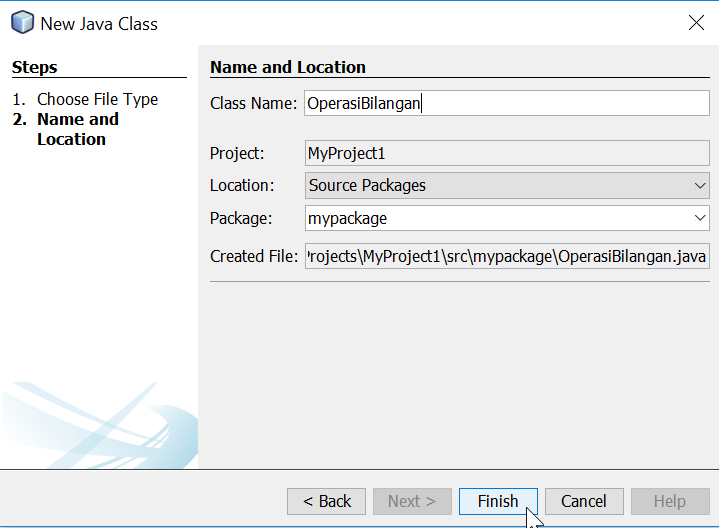 New Java Class
Steps
1. Choose File Type
2. Name and
Location
Name and Location
Class Name: OperasiBilangan
Project: MyProject1
Location: Source Packages
Package: mypackage
Created File: rojects\MyProject1\src\mypackage\OperasiBilangan.java
< Back Next > Finish Cancel Help